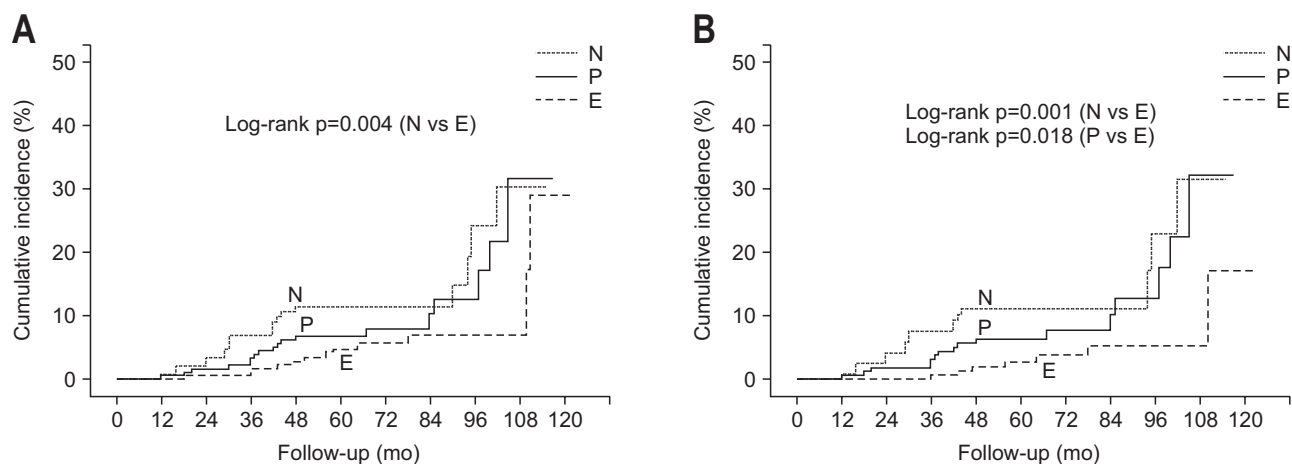 A
Cumulative incidence (%)
50
40
30
20
10
0
N
P
E
Log-rank p=0.004 (N vs E)
N
P
E
0 12 24 36 48 60 72 84 96 108 120
Follow-up (mo)
B
Cumulative incidence (%)
50
40
30
20
10
0
N
P
E
Log-rank p=0.001 (N vs E)
Log-rank p=0.018 (P vs E)
N
P
E
0 12 24 36 48 60 72 84 96 108 120
Follow-up (mo)